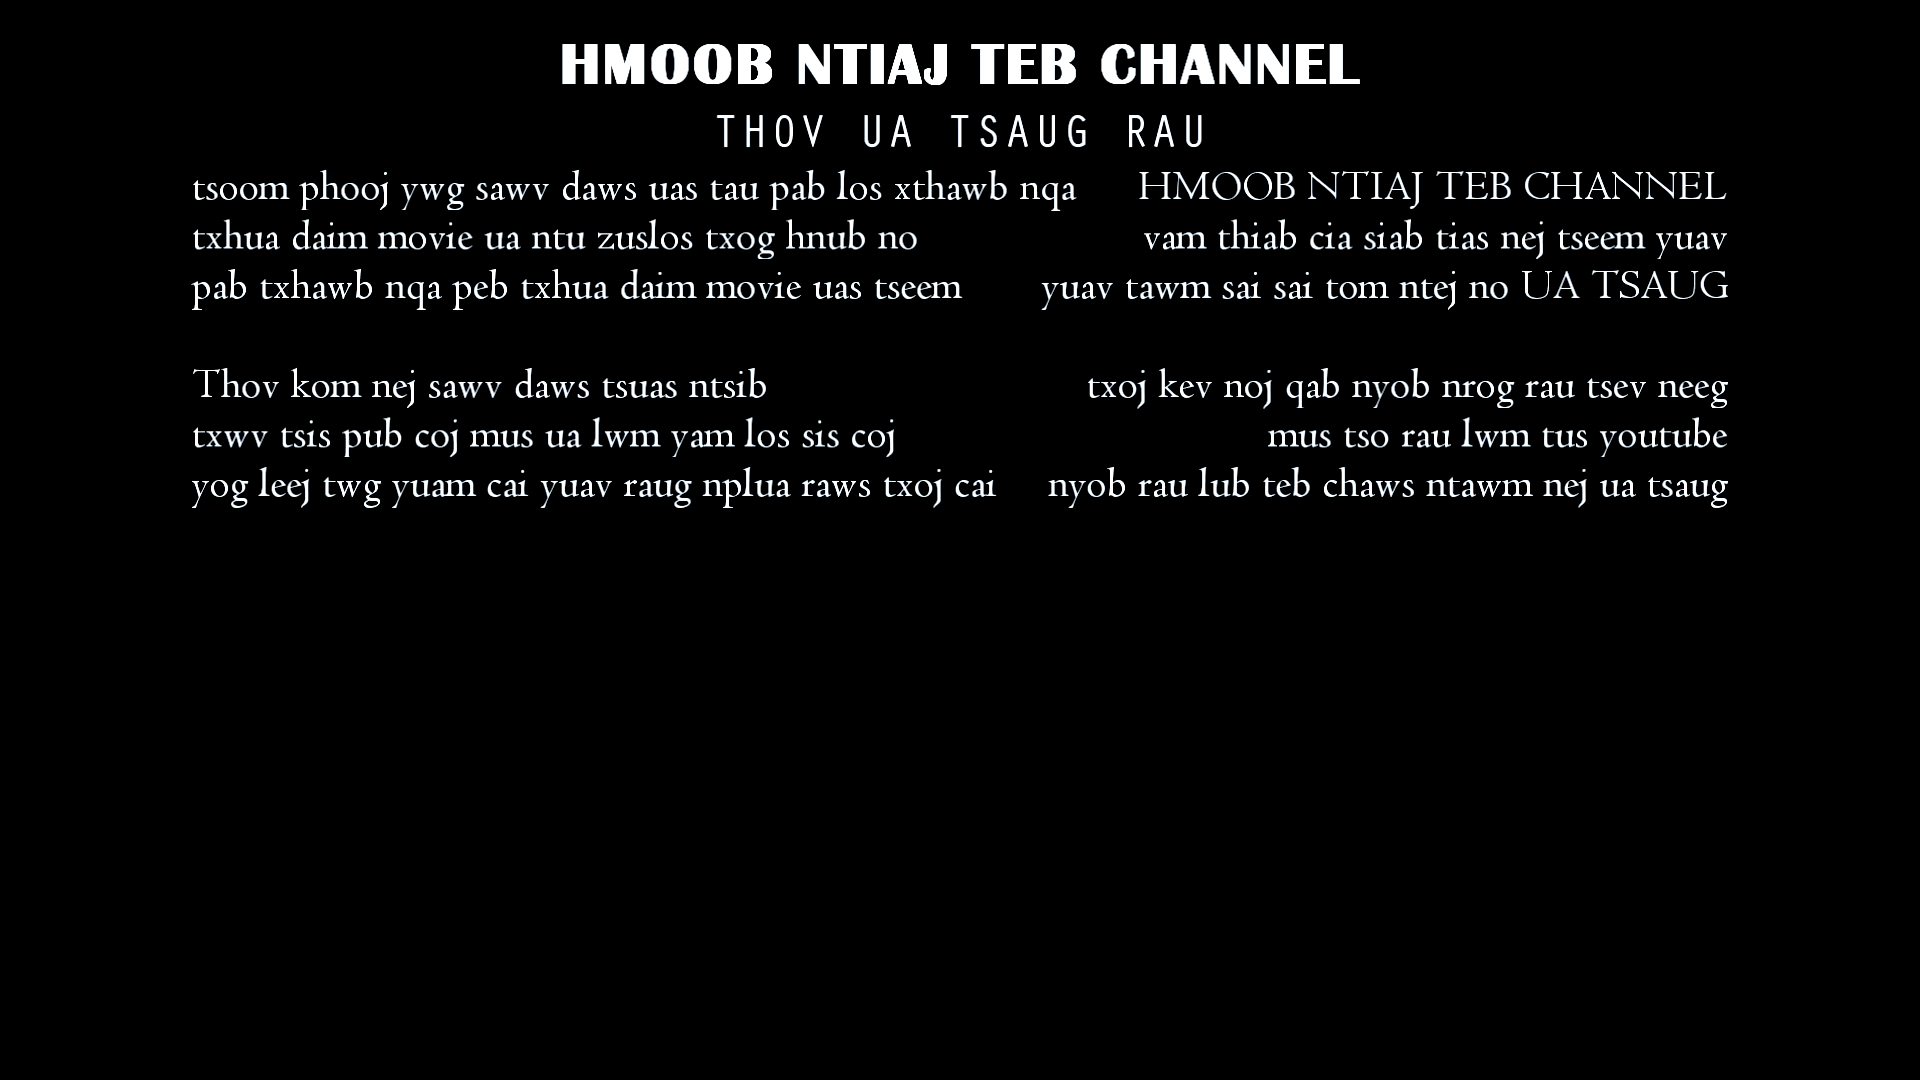 HMOOB NTIAJ TEB CHANNEL
THOV UA TSAUG RAU
tsoom phooj ywg sawv daws uas tau pab los xthawb nqa HMOOB NTIAJ TEB CHANNEL
txhua daim movie ua ntu zuslos txog hnub no vam thiab cia siab tias nej tseem yuav
pab txhawb nqa peb txhua daim movie uas tseem yuav tawm sai sai tom ntej no UA TSAUG
Thov kom nej sawv daws tsuas ntsib txoj kev noj qab nyob nrog rau tsev neeg
txwv tsis pub coj mus ua lwm yam los sis coj mus tso rau lwm tus youtube
yog leej twg yuam cai yuav raug nplua raws txoj cai nyob rau lub teb chaws ntawm nej ua tsaug